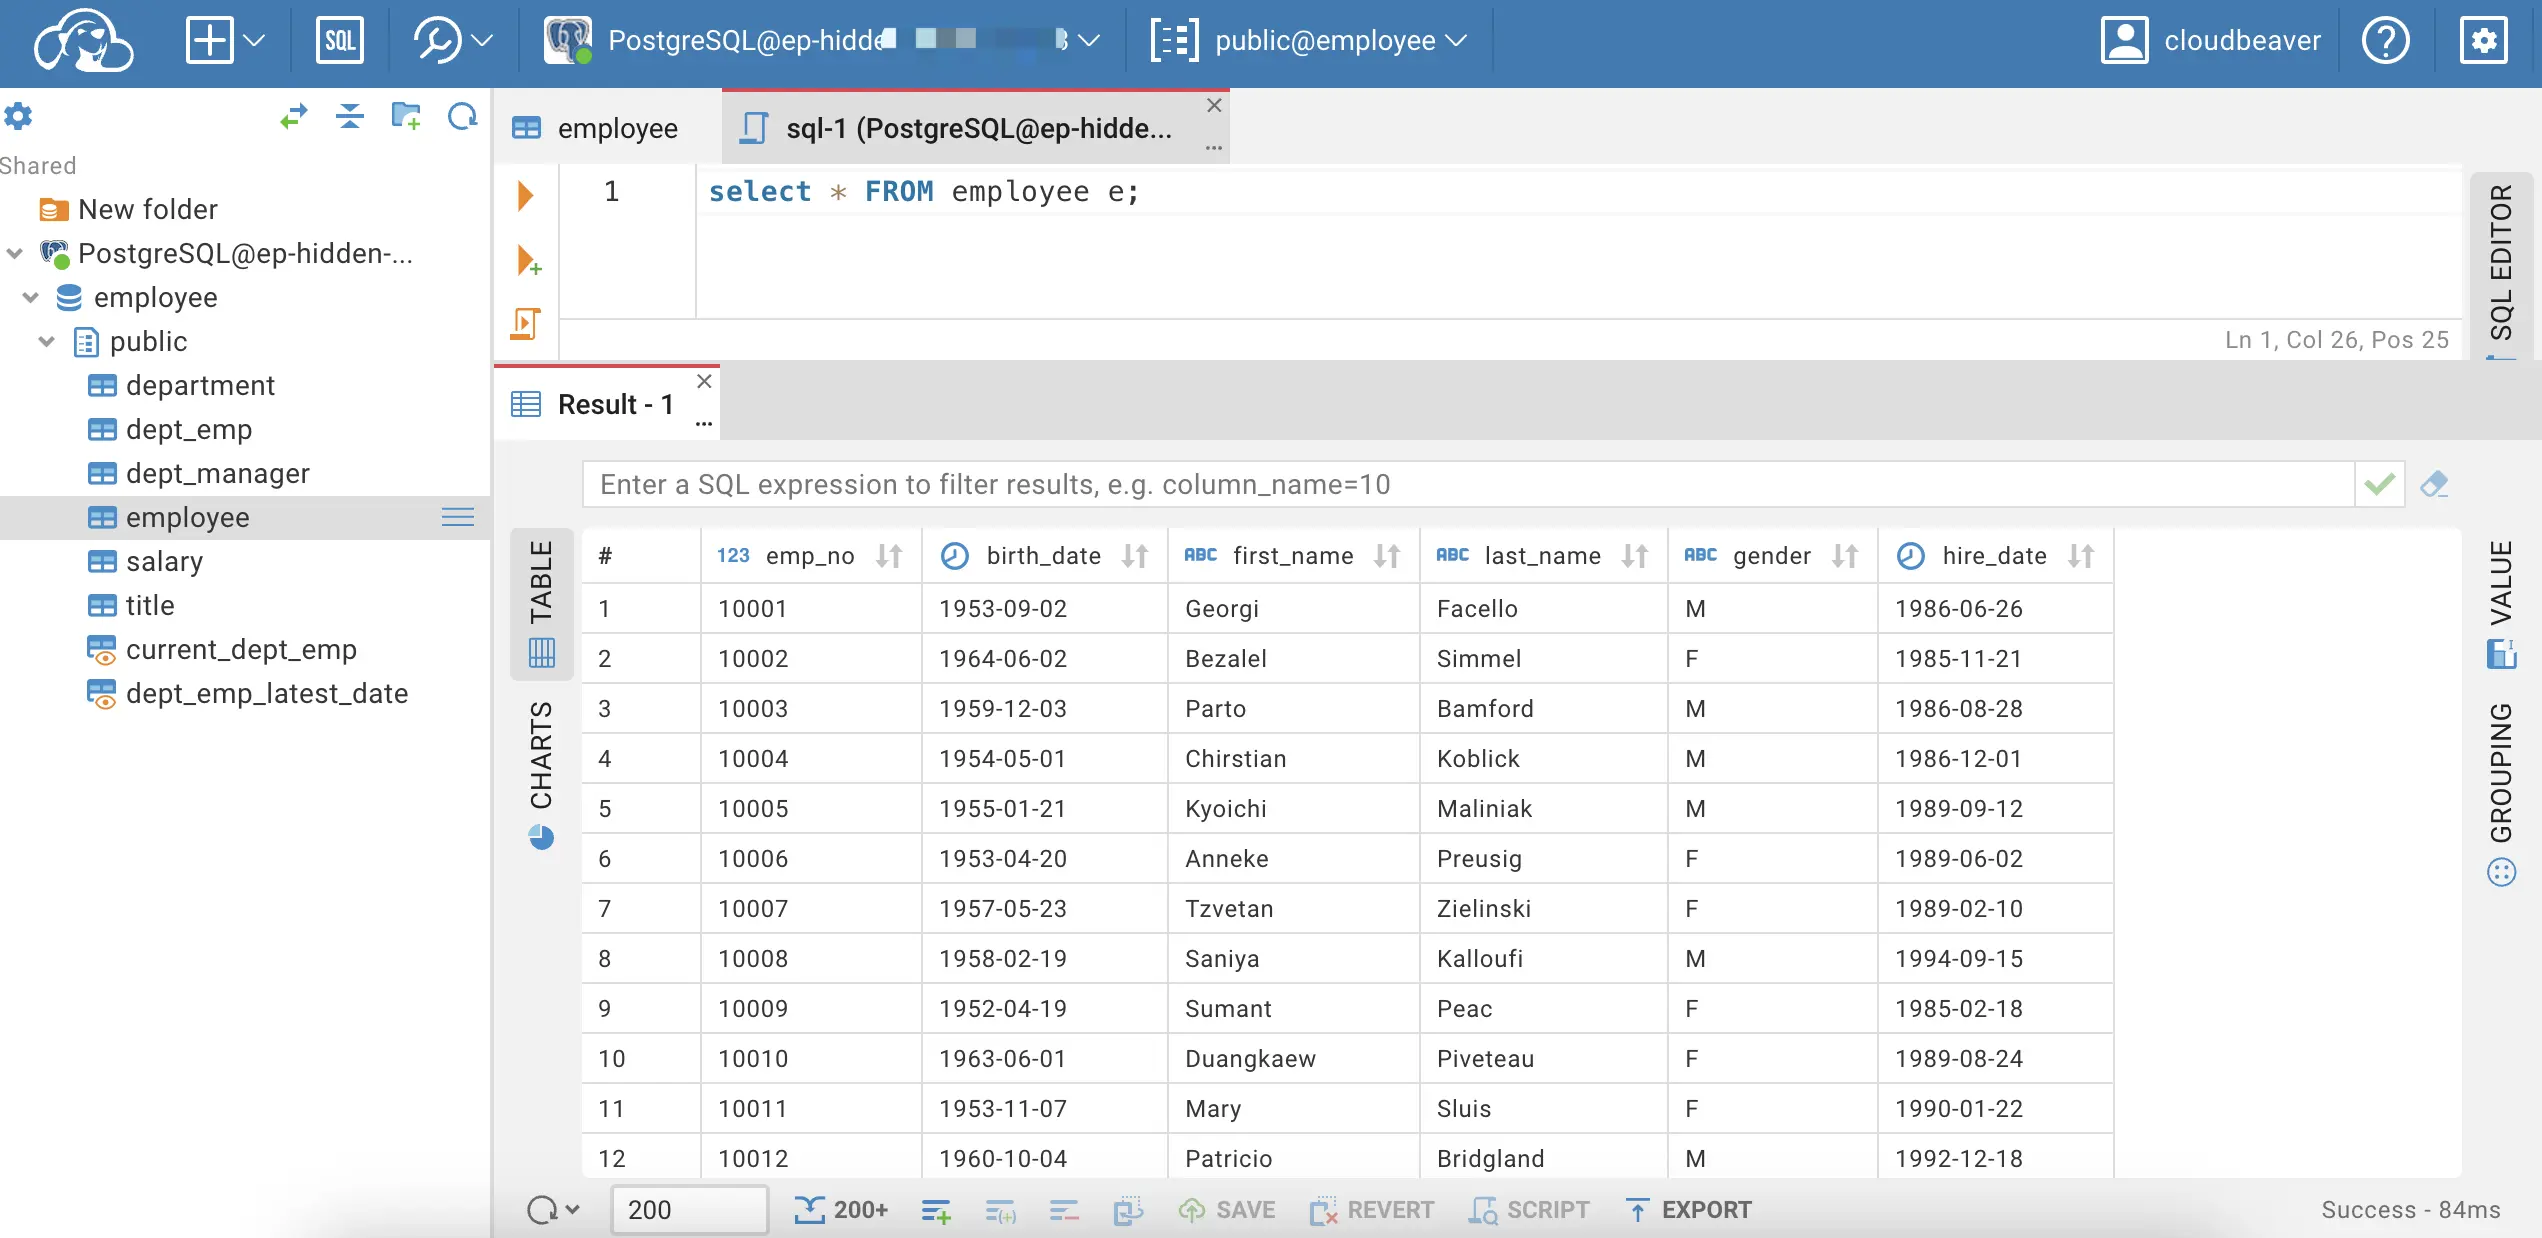 SQL PostgreSQL@ep-hidde public@employee cloudbeaver
Shared
New folder
PostgreSQL@ep-hidden-...
employee
public
department
dept_emp
dept_manager
employee
salary
title
current_dept_emp
dept_emp_latest_date
employee sql-1 (PostgreSQL@ep-hidde...
1 select * FROM employee e;
Ln 1, Col 26, Pos 25
SQL EDITOR
Result - 1
Enter a SQL expression to filter results, e.g. column_name=10
TABLE
CHARTS
# 123 emp_no birth_date ABC first_name ABC last_name ABC gender hire_date
1 10001 1953-09-02 Georgi Facello M 1986-06-26
2 10002 1964-06-02 Bezalel Simmel F 1985-11-21
3 10003 1959-12-03 Parto Bamford M 1986-08-28
4 10004 1954-05-01 Chirstian Koblick M 1986-12-01
5 10005 1955-01-21 Kyoichi Maliniak M 1989-09-12
6 10006 1953-04-20 Anneke Preusig F 1989-06-02
7 10007 1957-05-23 Tzvetan Zielinski F 1989-02-10
8 10008 1958-02-19 Saniya Kalloufi M 1994-09-15
9 10009 1952-04-19 Sumant Peac F 1985-02-18
10 10010 1963-06-01 Duangkaew Piveteau F 1989-08-24
11 10011 1953-11-07 Mary Sluis F 1990-01-22
12 10012 1960-10-04 Patricio Bridgland M 1992-12-18
VALUE
GROUPING
200 200+ SAVE REVERT SCRIPT EXPORT Success - 84ms